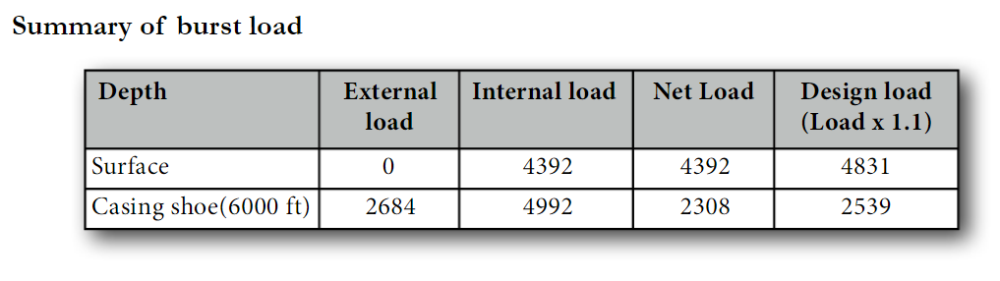 Summary of burst load
Depth External load Internal load Net Load Design load (Load x 1.1)
Surface 0 4392 4392 4831
Casing shoe(6000 ft) 2684 4992 2308 2539